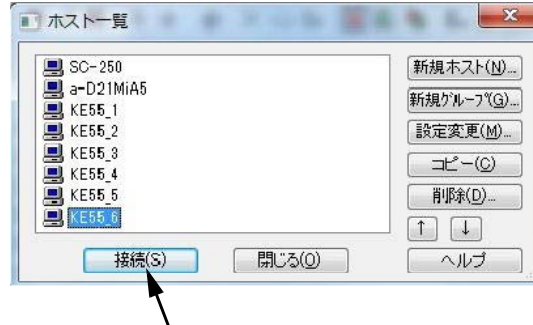 ホスト一覧
SC-250
a-D21MiA5
KE55_1
KE55_2
KE55_3
KE55_4
KE55_5
KE55_6
新規ホスト(N)...
新規グループ(G)...
設定変更(M)...
コピー(C)
削除(D)...
↑ ↓
接続(S) 閉じる(O) ヘルプ